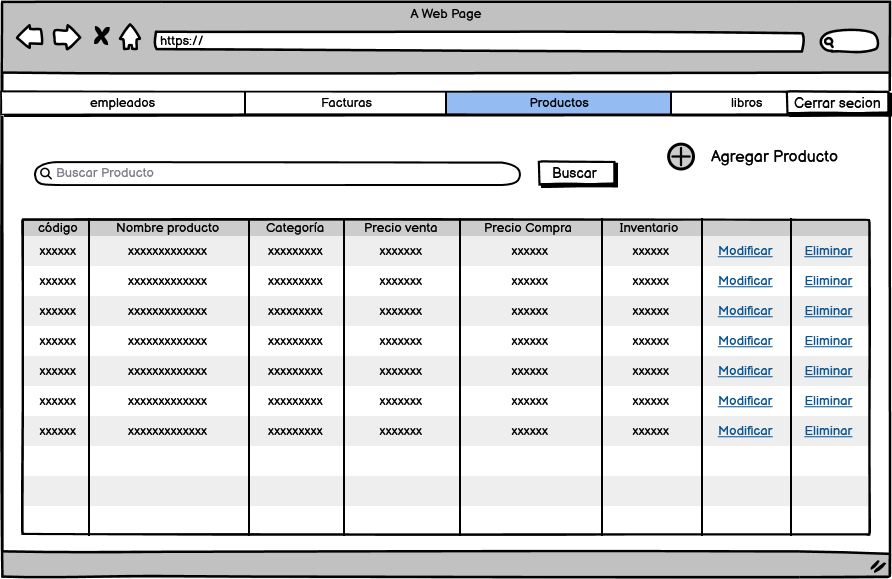 A Web Page
https://
empleados Facturas Productos libros Cerrar secion
Buscar Producto Buscar Agregar Producto
código Nombre producto Categoría Precio venta Precio Compra Inventario
xxxxxx xxxxxxxxxxxxx xxxxxxxxx xxxxxxx xxxxxx xxxxxx Modificar Eliminar
xxxxxx xxxxxxxxxxxxx xxxxxxxxx xxxxxxx xxxxxx xxxxxx Modificar Eliminar
xxxxxx xxxxxxxxxxxxx xxxxxxxxx xxxxxxx xxxxxx xxxxxx Modificar Eliminar
xxxxxx xxxxxxxxxxxxx xxxxxxxxx xxxxxxx xxxxxx xxxxxx Modificar Eliminar
xxxxxx xxxxxxxxxxxxx xxxxxxxxx xxxxxxx xxxxxx xxxxxx Modificar Eliminar
xxxxxx xxxxxxxxxxxxx xxxxxxxxx xxxxxxx xxxxxx xxxxxx Modificar Eliminar
xxxxxx xxxxxxxxxxxxx xxxxxxxxx xxxxxxx xxxxxx xxxxxx Modificar Eliminar